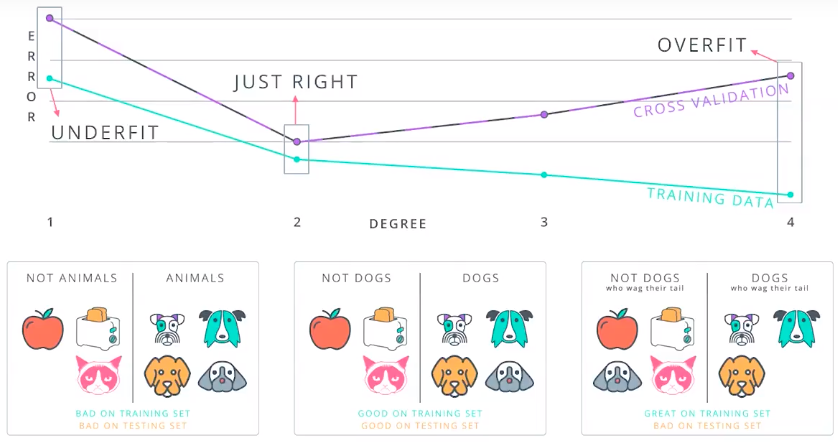 ERROR
OVERFIT
JUST RIGHT
CROSS VALIDATION
UNDERFIT
TRAINING DATA
1 2 DEGREE 3 4
NOT ANIMALS
ANIMALS
BAD ON TRAINING SET
BAD ON TESTING SET
NOT DOGS
DOGS
GOOD ON TRAINING SET
GOOD ON TESTING SET
NOT DOGS
who wag their tail
DOGS
who wag their tail
GREAT ON TRAINING SET
BAD ON TESTING SET